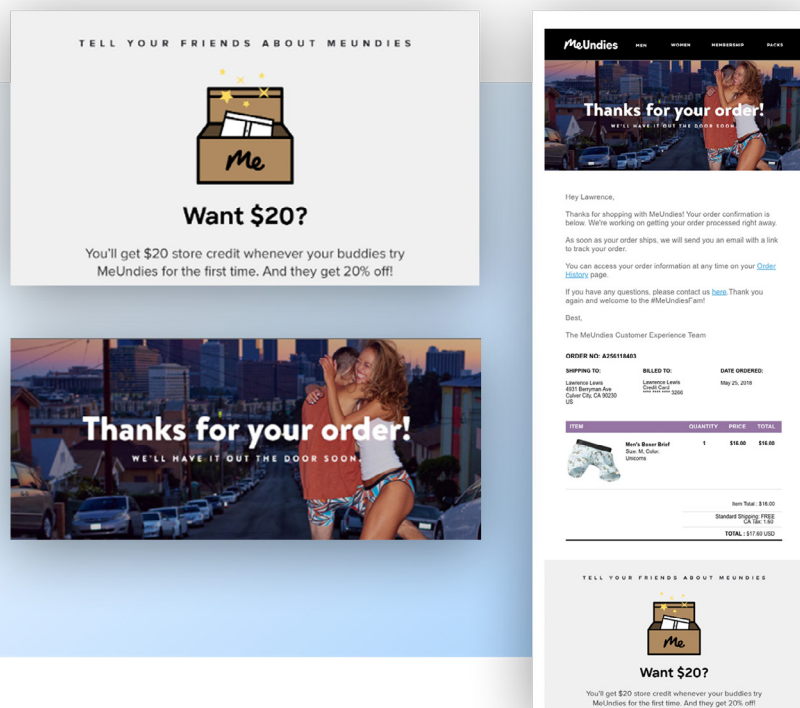 TELL YOUR FRIENDS ABOUT MEUNDIES
Me
Want $20?
You'll get $20 store credit whenever your buddies try
MeUndies for the first time. And they get 20% off!
Thanks for your order!
WE'LL HAVE IT OUT THE DOOR SOON.
MeUndies MEN WOMEN MEMBERSHIP PACKS
Thanks for your order!
WE'LL HAVE IT OUT THE DOOR SOON.
Hey Lawrence,
Thanks for shopping with MeUndies! Your order confirmation is
below. We're working on getting your order processed right away.
As soon as your order ships, we will send you an email with a link
to track your order.
You can access your order information at any time on your Order
History page.
If you have any questions, please contact us here.Thank you
again and welcome to the #MeUndiesFam!
Best,
The MeUndies Customer Experience Team
ORDER NO: A256118403
SHIPPING TO: BILLED TO: DATE ORDERED:
Lawrence Lewis Lawrence Lewis May 25, 2018
4931 Berryman Ave Credit Card
Culver City, CA 90230 **** **** **** 3266
US
ITEM QUANTITY PRICE TOTAL
Men's Boxer Brief 1 $16.00 $16.00
Size: M, Color:
Unicorns
Item Total : $16.00
Standard Shipping: FREE
CA Tax: 1.60
TOTAL : $17.60 USD
TELL YOUR FRIENDS ABOUT MEUNDIES
Me
Want $20?
You'll get $20 store credit whenever your buddies try
MeUndies for the first time. And they get 20% off!